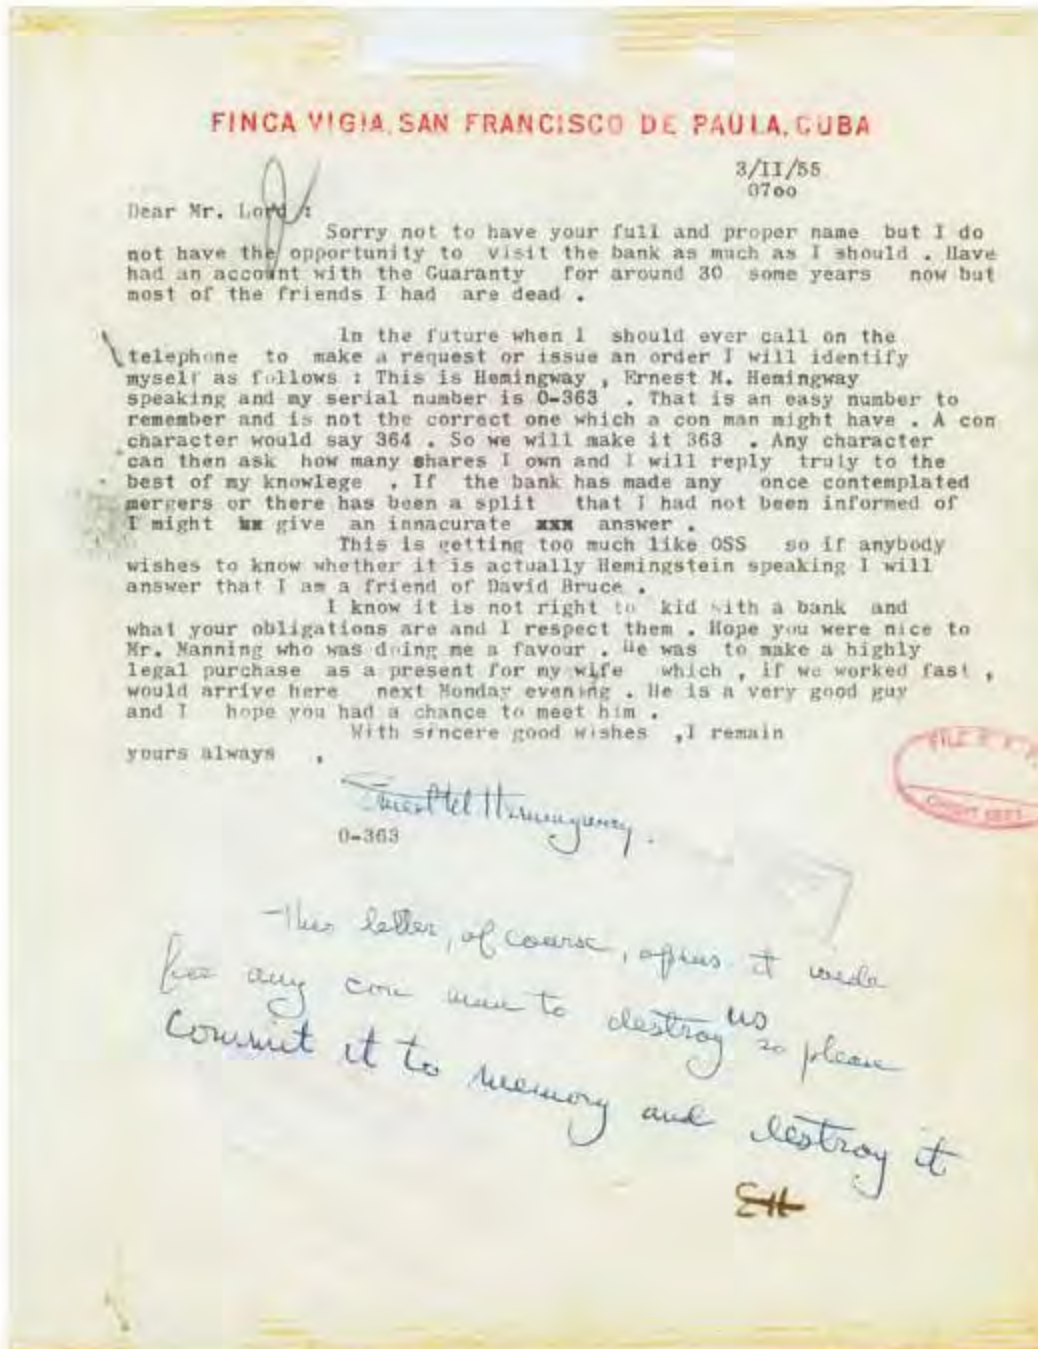 FINCA VIGIA, SAN FRANCISCO DE PAULA, CUBA
3/II/55
0700
Dear Mr. Lord :
Sorry not to have your full and proper name but I do
not have the opportunity to visit the bank as much as I should . Have
had an account with the Guaranty for around 30 some years now but
most of the friends I had are dead .
In the future when I should ever call on the
telephone to make a request or issue an order I will identify
myself as follows : This is Hemingway , Ernest M. Hemingway
speaking and my serial number is 0-363 . That is an easy number to
remember and is not the correct one which a con man might have . A con
character would say 364 . So we will make it 363 . Any character
can then ask how many shares I own and I will reply truly to the
best of my knowlege . If the bank has made any once contemplated
mergers or there has been a split that I had not been informed of
I might xx give an innacurate xxx answer .
This is getting too much like OSS so if anybody
wishes to know whether it is actually Hemingstein speaking I will
answer that I am a friend of David Bruce .
I know it is not right to kid with a bank and
what your obligations are and I respect them . Hope you were nice to
Mr. Manning who was doing me a favour . He was to make a highly
legal purchase as a present for my wife which , if we worked fast ,
would arrive here next Monday evening . He is a very good guy
and I hope you had a chance to meet him .
With sincere good wishes ,I remain
yours always ,
FILE
Ernest M Hemingway.
0-363
This letter, of course, opens it wide
for any con man to destroy us so please
commit it to memory and destroy it
EH